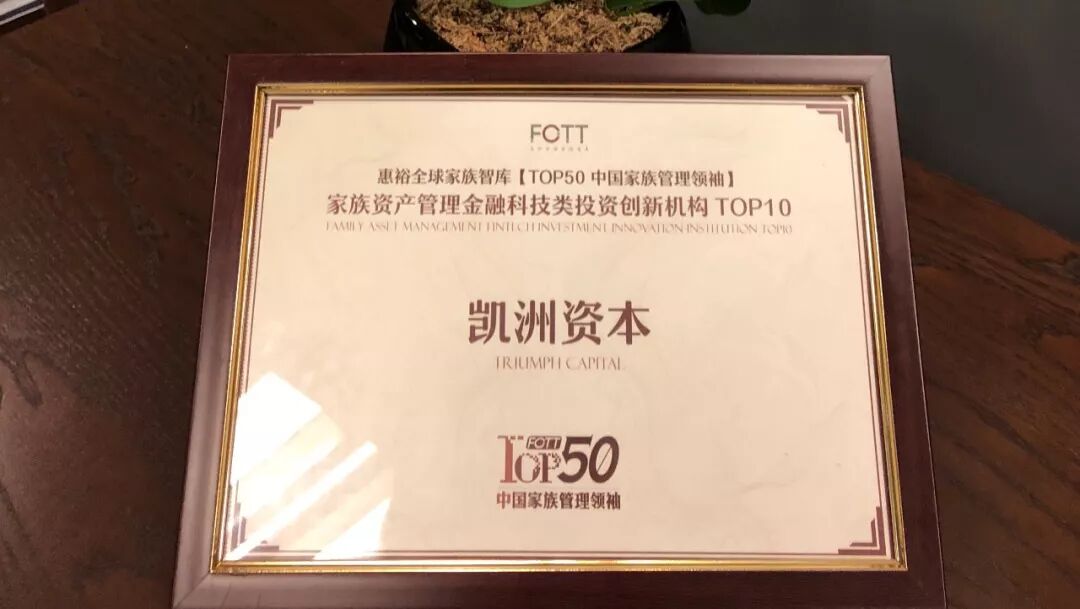 FOTT
惠裕全球家族智库【TOP50 中国家族管理领袖】
家族资产管理金融科技类投资创新机构 TOP10
FAMILY ASSET MANAGEMENT FINTECH INVESTMENT INNOVATION INSTITUTION TOP10
凯洲资本
TRIUMPH CAPITAL
FOTT
TOP50
中国家族管理领袖